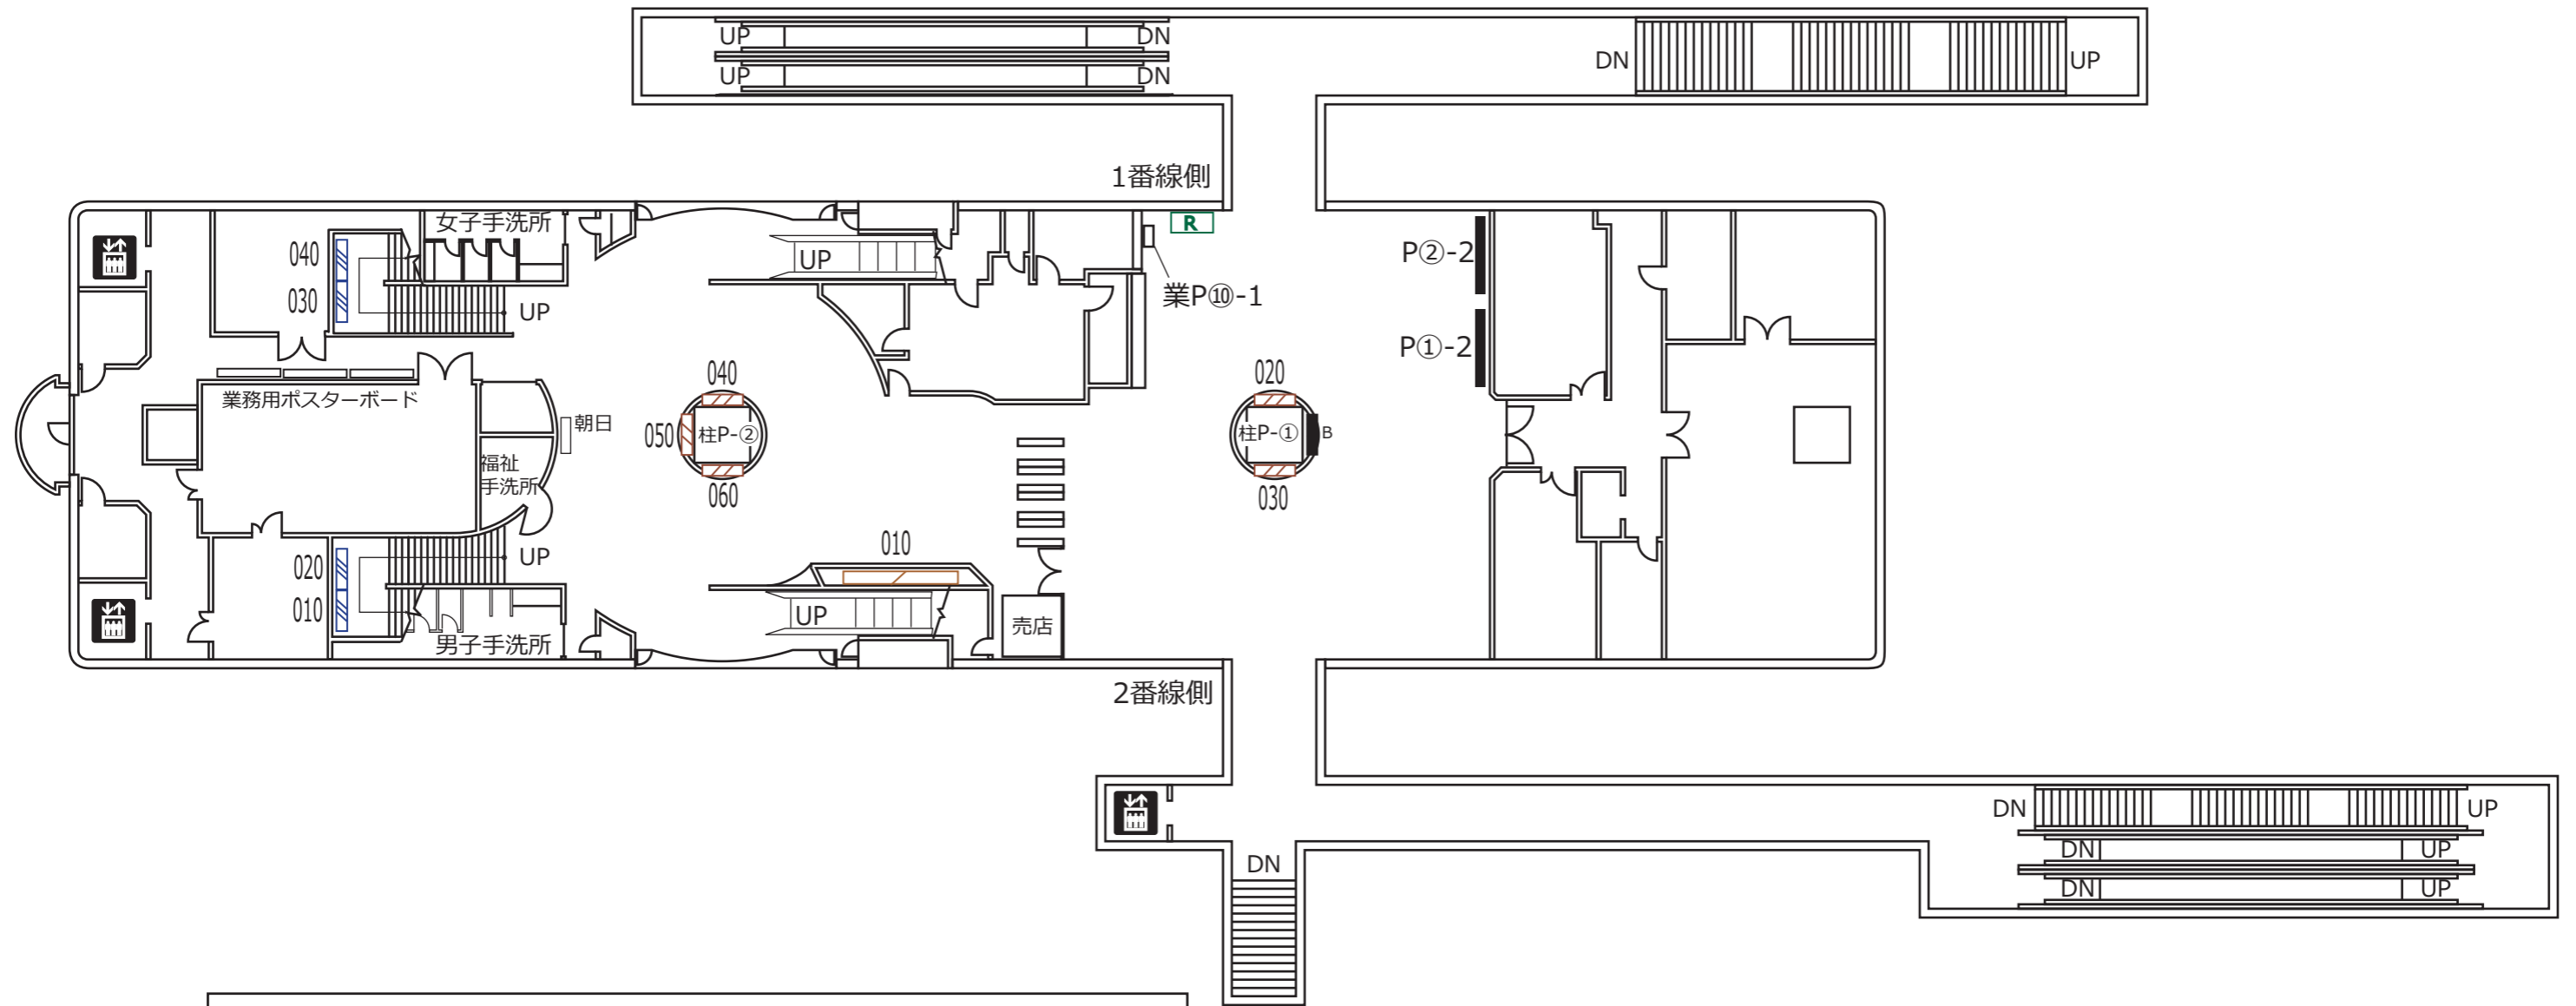 UP
DN
UP
DN
DN
UP
1番線側
女子手洗所
R
040
030
UP
UP
P②-2
業P⑩-1
P①-2
業務用ポスターボード
朝日
040
050
柱P-②
060
020
柱P-①
B
030
福祉
手洗所
010
020
010
UP
UP
男子手洗所
売店
2番線側
DN
UP
DN
UP
DN
UP
DN